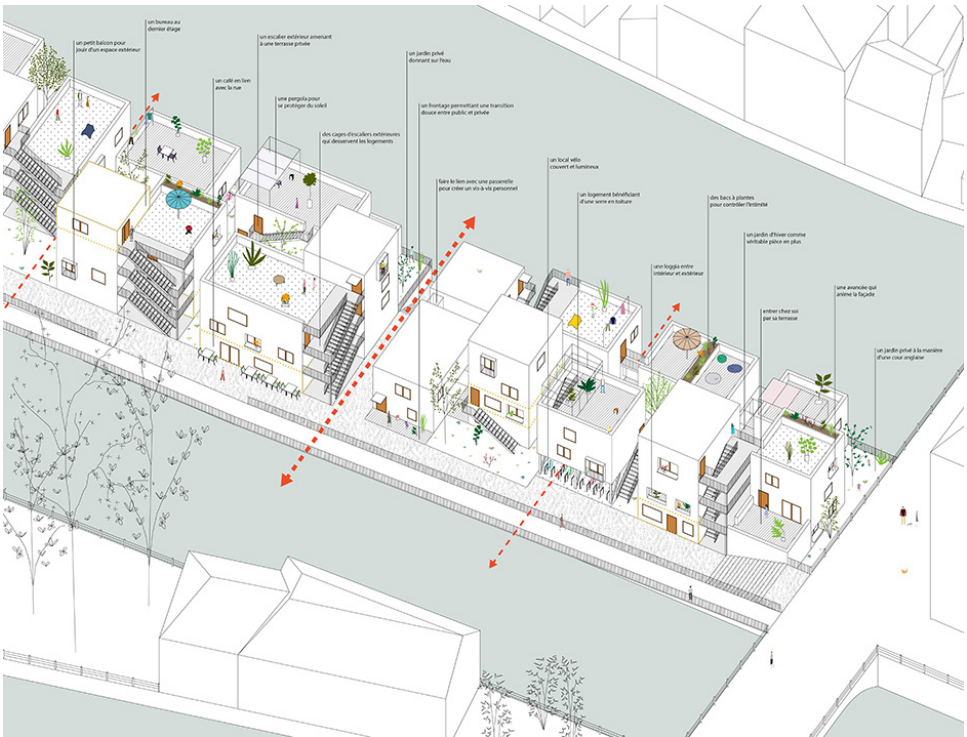 un petit balcon pour
jouir d'un espace extérieur
un bureau au
dernier étage
un café en lien
avec la rue
un escalier extérieur amenant
à une terrasse privée
une pergola pour
se protéger du soleil
des cages d'escaliers extérieures
qui desservent les logements
un jardin privé
donnant sur l'eau
un frontage permettant une transition
douce entre public et privée
faire le lien avec une passerelle
pour créer un vis-à-vis personnel
un local vélo
couvert et lumineux
un logement bénéficiant
d'une serre en toiture
une loggia entre
intérieur et extérieur
des bacs à plantes
pour contrôler l'intimité
un jardin d'hiver comme
véritable pièce en plus
entrer chez soi
par sa terrasse
une avancée qui
anime la façade
un jardin privé à la manière
d'une cour anglaise